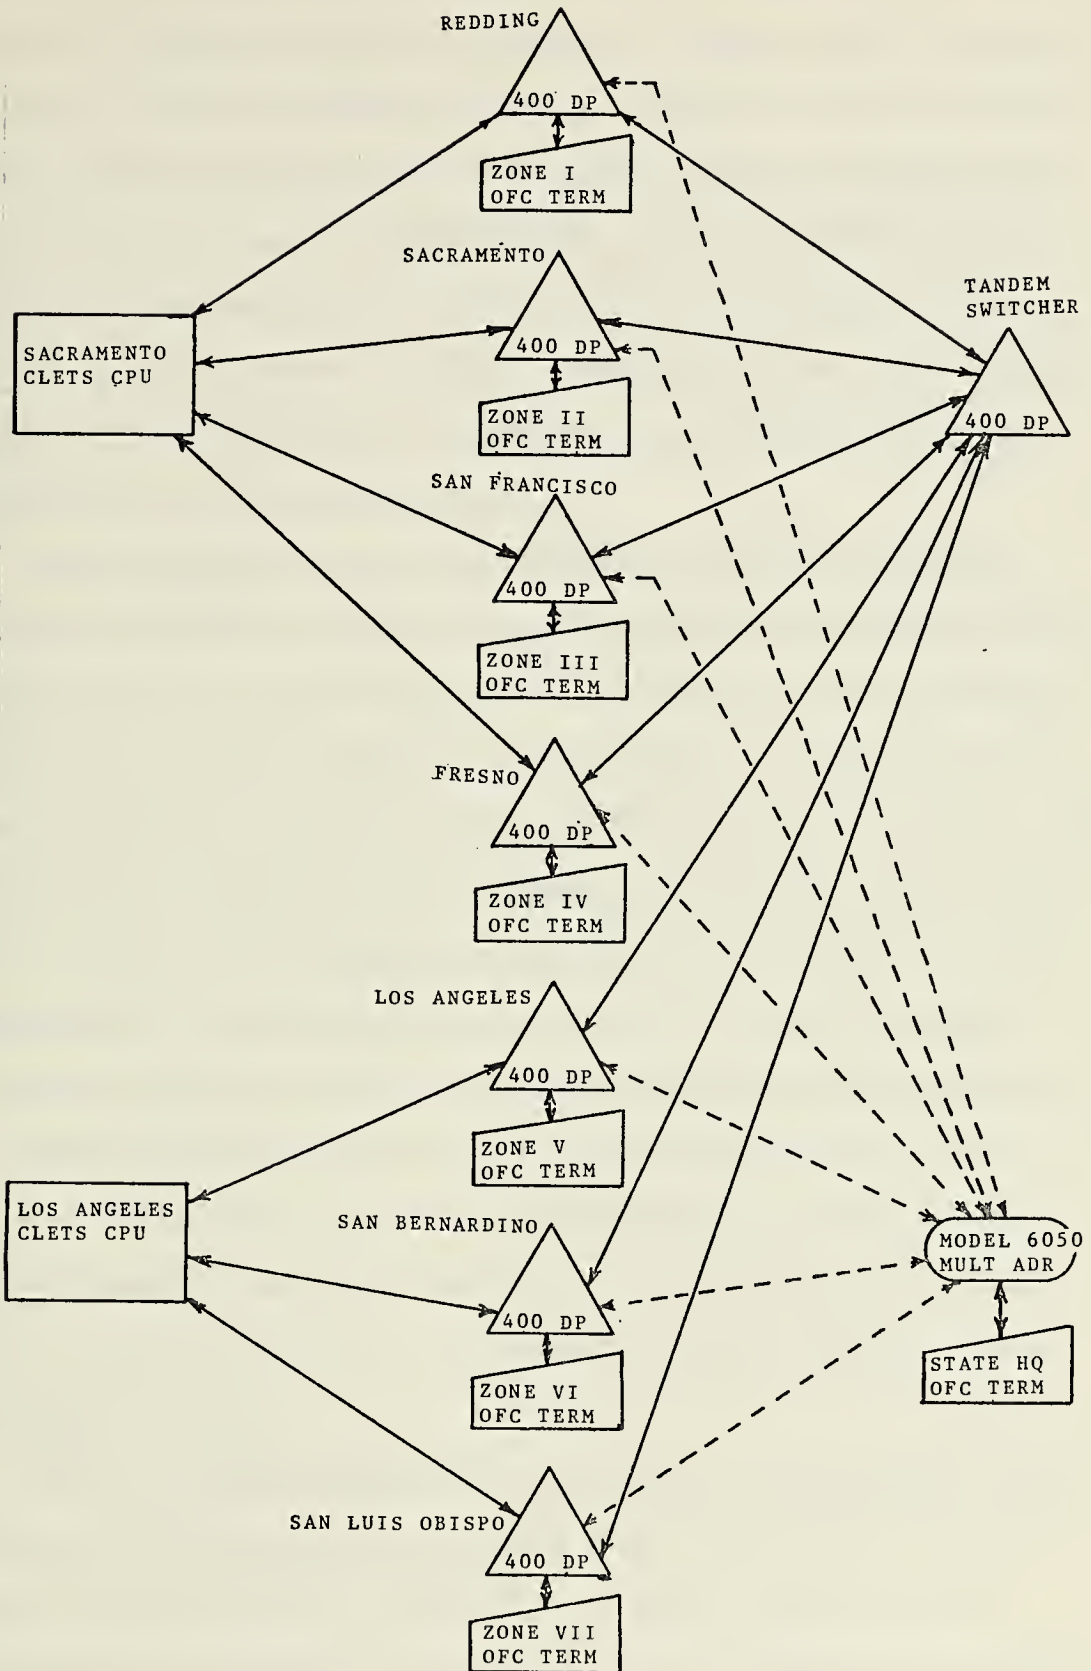 REDDING
400 DP
ZONE I
OFC TERM
SACRAMENTO
400 DP
ZONE II
OFC TERM
TANDEM
SWITCHER
400 DP
SACRAMENTO
CLETS CPU
SAN FRANCISCO
400 DP
ZONE III
OFC TERM
FRESNO
400 DP
ZONE IV
OFC TERM
LOS ANGELES
400 DP
ZONE V
OFC TERM
LOS ANGELES
CLETS CPU
SAN BERNARDINO
400 DP
ZONE VI
OFC TERM
MODEL 6050
MULT ADR
STATE HQ
OFC TERM
SAN LUIS OBISPO
400 DP
ZONE VII
OFC TERM